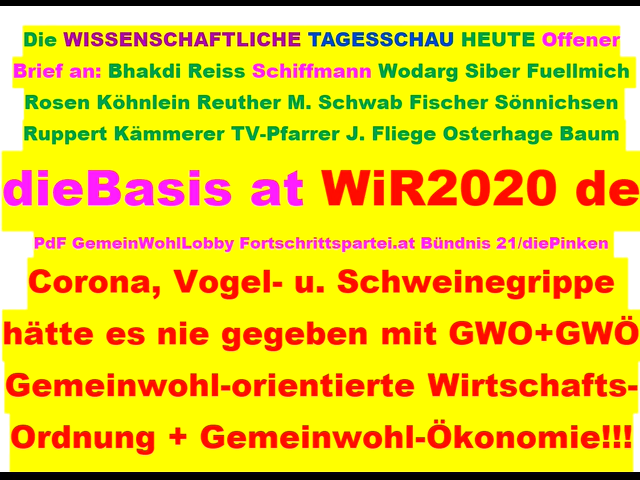 Die WISSENSCHAFTLICHE TAGESSCHAU HEUTE Offener
Brief an: Bhakdi Reiss Schiffmann Wodarg Siber Fuellmich
Rosen Köhnlein Reuther M. Schwab Fischer Sönnichsen
Ruppert Kämmerer TV-Pfarrer J. Fliege Osterhage Baum
dieBasis at WiR2020 de
PdF GemeinWohlLobby Fortschrittspartei.at Bündnis 21/diePinken
Corona, Vogel- u. Schweinegrippe
hätte es nie gegeben mit GWO+GWÖ
Gemeinwohl-orientierte Wirtschafts-
Ordnung + Gemeinwohl-Ökonomie!!!